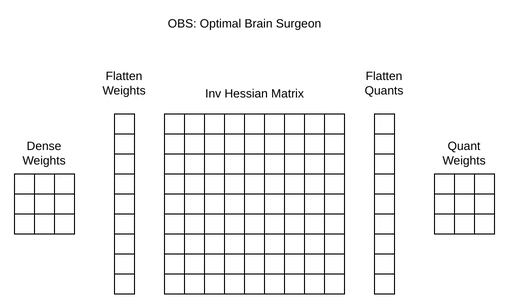 OBS: Optimal Brain Surgeon
Flatten
Weights
Inv Hessian Matrix
Flatten
Quants
Dense
Weights
Quant
Weights